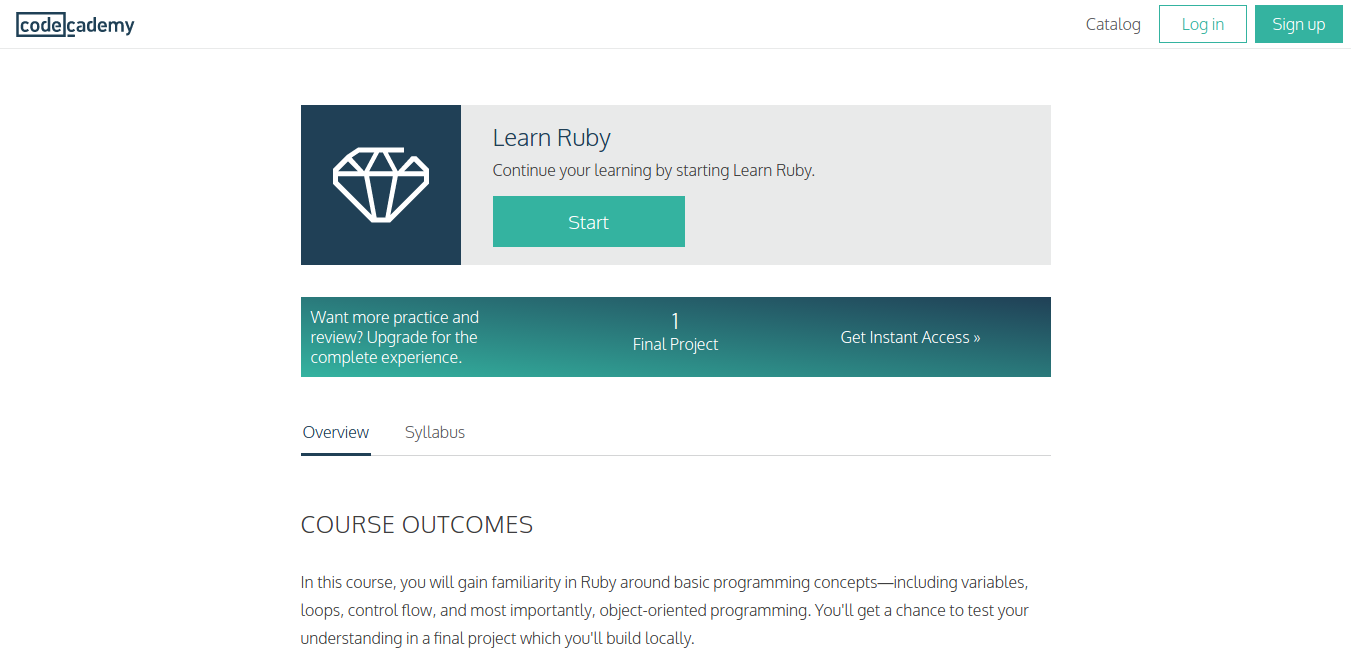 codecademy
Catalog
Log in
Sign up
Learn Ruby
Continue your learning by starting Learn Ruby.
Start
Want more practice and
review? Upgrade for the
complete experience.
1
Final Project
Get Instant Access »
Overview
Syllabus
COURSE OUTCOMES
In this course, you will gain familiarity in Ruby around basic programming concepts—including variables,
loops, control flow, and most importantly, object-oriented programming. You'll get a chance to test your
understanding in a final project which you'll build locally.